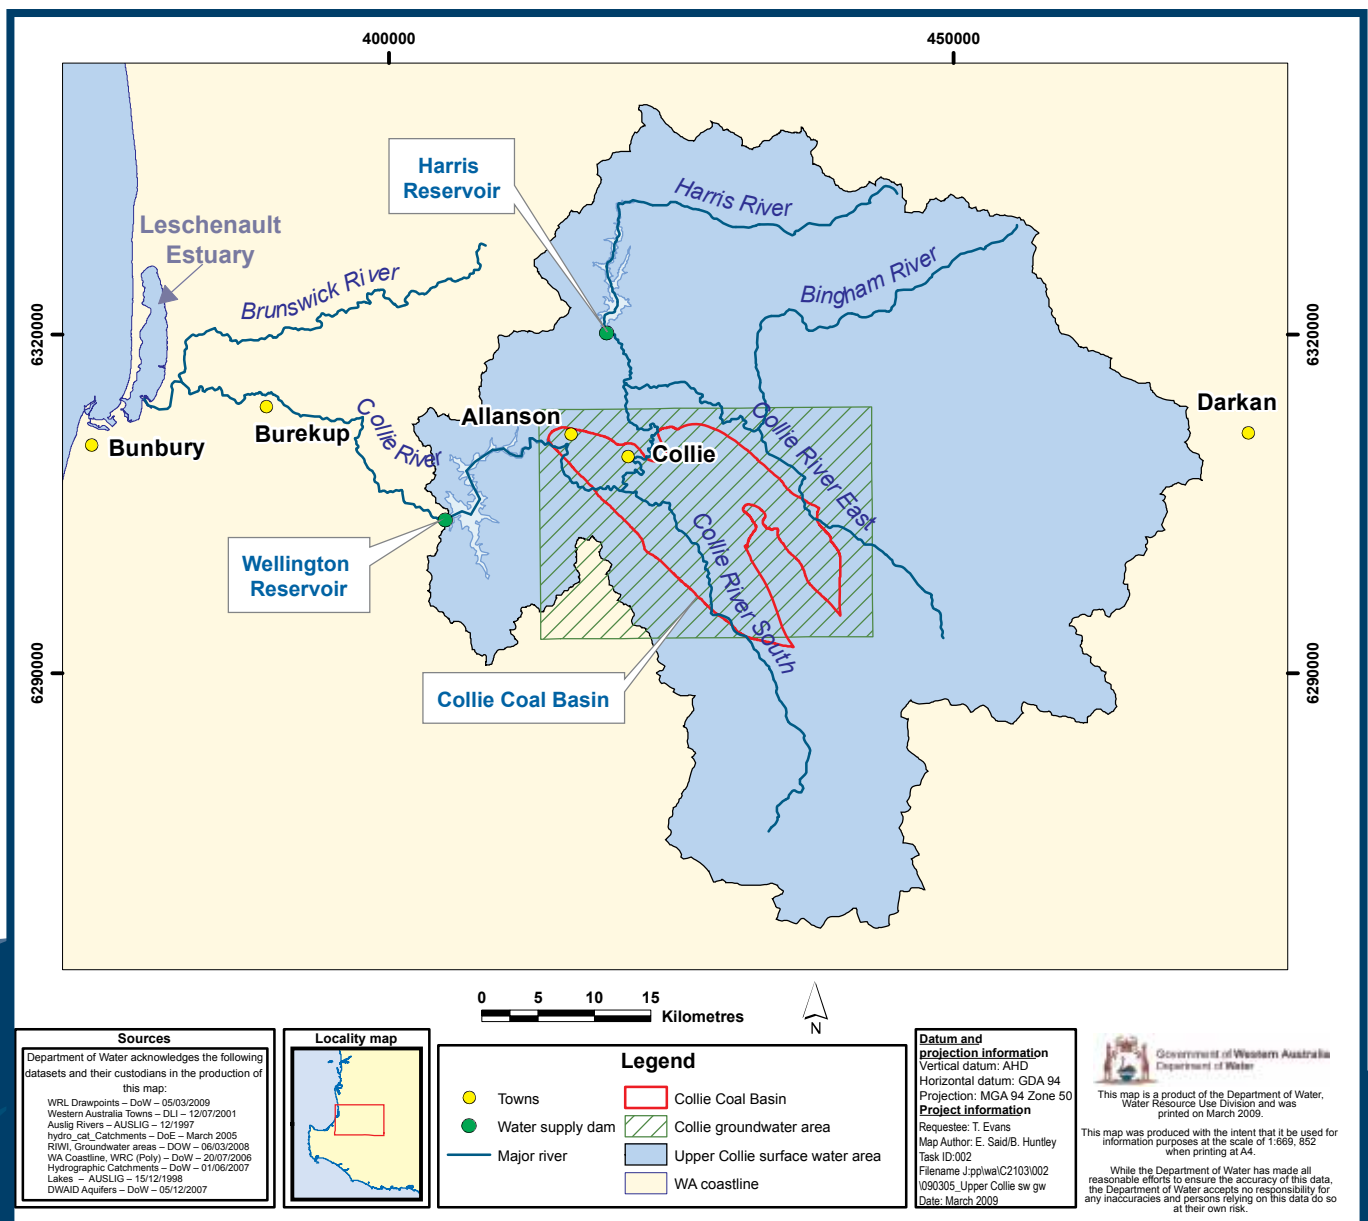 400000
450000
Harris
Reservoir
Harris River
Leschenault
Estuary
Bingham River
Brunswick River
6320000
6320000
Darkan
Allanson
Collie River East
Collie River
Burekup
Bunbury
Collie
Wellington
Reservoir
Collie River South
6290000
6290000
Collie Coal Basin
0 5 10 15
Kilometres
N
Sources
Department of Water acknowledges the following
datasets and their custodians in the production of
this map:
WRL Drawpoints – DoW – 05/03/2009
Western Australia Towns – DLI – 12/07/2001
Auslig Rivers – AUSLIG – 12/1997
hydro_cat_Catchments – DoE – March 2005
RIWI, Groundwater areas – DOW – 06/03/2008
WA Coastline, WRC (Poly) – DoW – 20/07/2006
Hydrographic Catchments – DoW – 01/06/2007
Lakes – AUSLIG – 15/12/1998
DWAID Aquifers – DoW – 05/12/2007
Locality map
Legend
Towns
Water supply dam
Major river
Collie Coal Basin
Collie groundwater area
Upper Collie surface water area
WA coastline
Datum and
projection information
Vertical datum: AHD
Horizontal datum: GDA 94
Projection: MGA 94 Zone 50
Project information
Requestee: T. Evans
Map Author: E. Said/B. Huntley
Task ID:002
Filename J:pp\wa\C2103\002
\090305_Upper Collie sw gw
Date: March 2009
Government of Western Australia
Department of Water
This map is a product of the Department of Water,
Water Resource Use Division and was
printed on March 2009.
This map was produced with the intent that it be used for
information purposes at the scale of 1:669, 852
when printing at A4.
While the Department of Water has made all
reasonable efforts to ensure the accuracy of this data,
the Department of Water accepts no responsibility for
any inaccuracies and persons relying on this data do so
at their own risk.